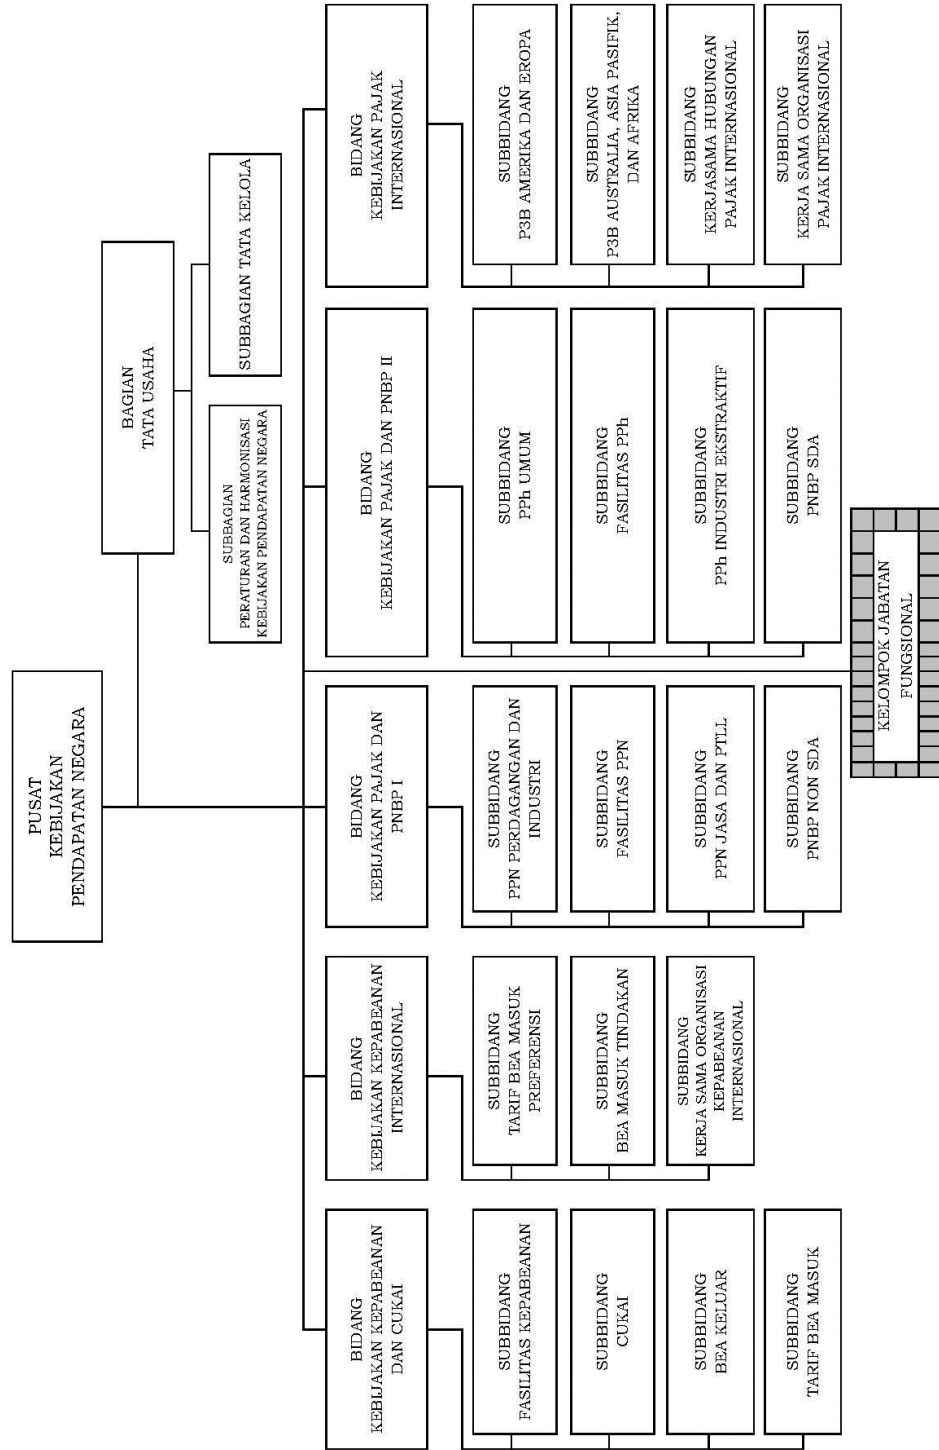 PUSAT
KEBIJAKAN
PENDAPATAN NEGARA
BAGIAN
TATA USAHA
SUBBAGIAN
PERATURAN DAN HARMONISASI
KEBIJAKAN PENDAPATAN NEGARA
SUBBAGIAN TATA KELOLA
BIDANG
KEBIJAKAN KEPABEANAN
DAN CUKAI
BIDANG
KEBIJAKAN KEPABEANAN
INTERNASIONAL
BIDANG
KEBIJAKAN PAJAK DAN
PNBP I
BIDANG
KEBIJAKAN PAJAK DAN PNBP II
BIDANG
KEBIJAKAN PAJAK
INTERNASIONAL
SUBBIDANG
FASILITAS KEPABEANAN
SUBBIDANG
TARIF BEA MASUK
PREFERENSI
SUBBIDANG
PPN PERDAGANGAN DAN
INDUSTRI
SUBBIDANG
PPh UMUM
SUBBIDANG
P3B AMERIKA DAN EROPA
SUBBIDANG
CUKAI
SUBBIDANG
BEA MASUK TINDAKAN
SUBBIDANG
FASILITAS PPN
SUBBIDANG
FASILITAS PPh
SUBBIDANG
P3B AUSTRALIA, ASIA PASIFIK,
DAN AFRIKA
SUBBIDANG
BEA KELUAR
SUBBIDANG
KERJA SAMA ORGANISASI
KEPABEANAN
INTERNASIONAL
SUBBIDANG
PPN JASA DAN PTLL
SUBBIDANG
PPh INDUSTRI EKSTRAKTIF
SUBBIDANG
KERJASAMA HUBUNGAN
PAJAK INTERNASIONAL
SUBBIDANG
TARIF BEA MASUK
SUBBIDANG
PNBP NON SDA
SUBBIDANG
PNBP SDA
SUBBIDANG
KERJA SAMA ORGANISASI
PAJAK INTERNASIONAL
KELOMPOK JABATAN
FUNGSIONAL